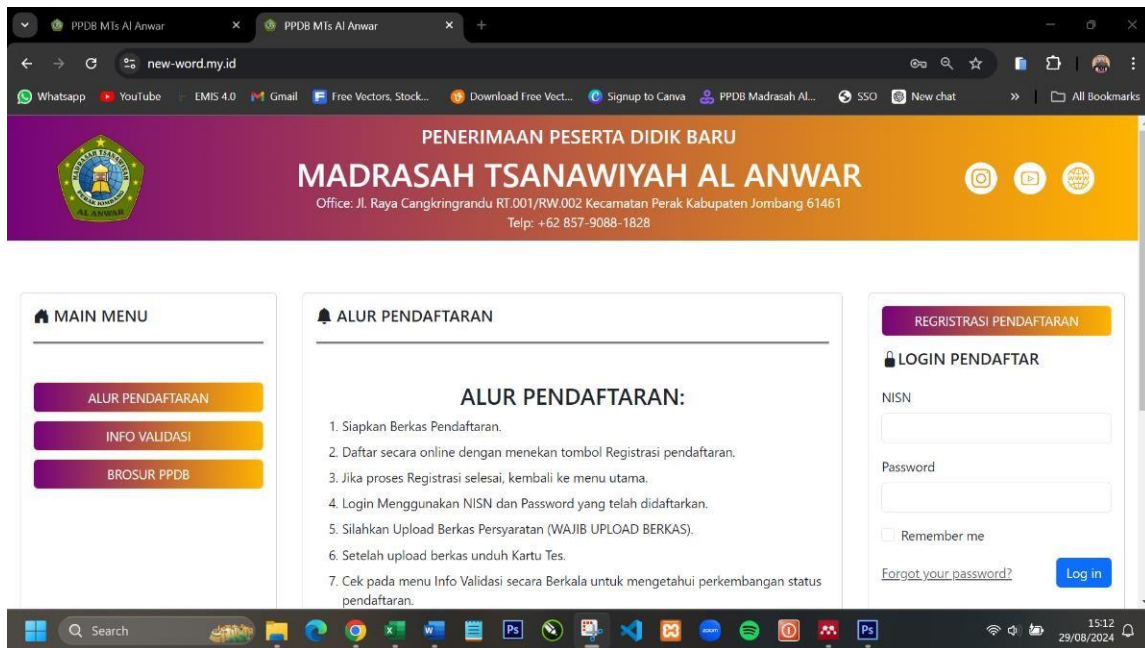 PPDB MTs Al Anwar
PPDB MTs Al Anwar
new-word.my.id
Whatsapp
YouTube
EMIS 4.0
Gmail
Free Vectors, Stock...
Download Free Vect...
Signup to Canva
PPDB Madrasah Al...
SSO
New chat
All Bookmarks
PENERIMAAN PESERTA DIDIK BARU
MADRASAH TSANAWIYAH AL ANWAR
Office: Jl. Raya Cangkringrandu RT.001/RW.002 Kecamatan Perak Kabupaten Jombang 61461
Telp: +62 857-9088-1828
AL ANWAR
MAIN MENU
ALUR PENDAFTARAN
INFO VALIDASI
BROSUR PPDB
ALUR PENDAFTARAN
ALUR PENDAFTARAN:
1. Siapkan Berkas Pendaftaran.
2. Daftar secara online dengan menekan tombol Registrasi pendaftaran.
3. Jika proses Registrasi selesai, kembali ke menu utama.
4. Login Menggunakan NISN dan Password yang telah didaftarkan.
5. Silahkan Upload Berkas Persyaratan (WAJIB UPLOAD BERKAS).
6. Setelah upload berkas unduh Kartu Tes.
7. Cek pada menu Info Validasi secara Berkala untuk mengetahui perkembangan status
pendaftaran.
REGRISTRASI PENDAFTARAN
LOGIN PENDAFTAR
NISN
Password
Remember me
Forgot your password?
Log in
Search
15:12
29/08/2024